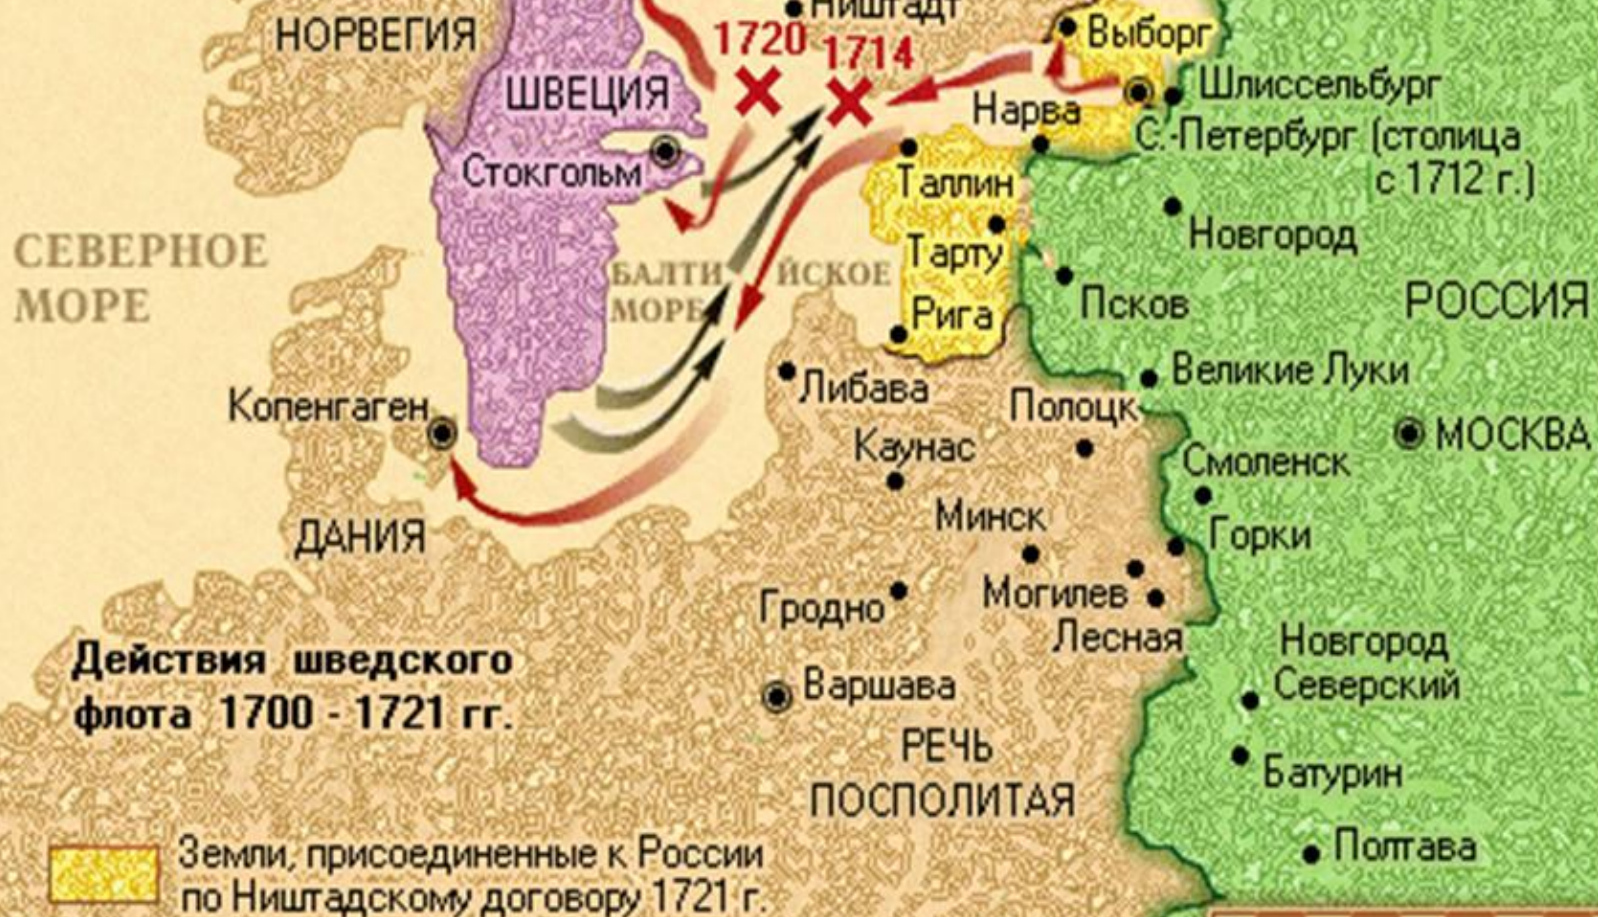 НОРВЕГИЯ
Ништадт
1720
1714
Выборг
ШВЕЦИЯ
Шлиссельбург
Нарва
С.-Петербург (столица
с 1712 г.)
Стокгольм
Таллин
Новгород
Тарту
СЕВЕРНОЕ
МОРЕ
БАЛТИЙСКОЕ
МОРЕ
Псков
РОССИЯ
Рига
Великие Луки
Либава
Копенгаген
Полоцк
МОСКВА
Каунас
Смоленск
Минск
ДАНИЯ
Горки
Могилев
Гродно
Лесная
Новгород
Северский
Действия шведского
флота 1700 - 1721 гг.
Варшава
РЕЧЬ
ПОСПОЛИТАЯ
Батурин
Полтава
Земли, присоединенные к России
по Ништадскому договору 1721 г.